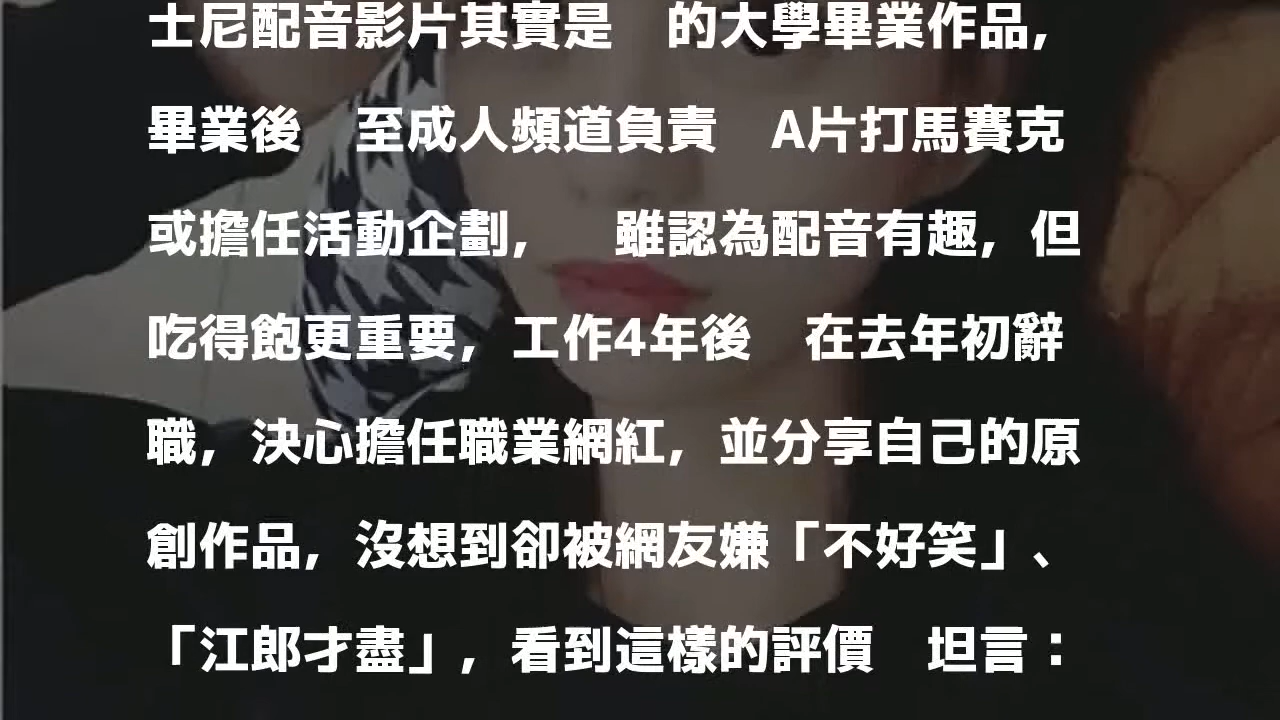 士尼配音影片其實是　的大學畢業作品，
畢業後　至成人頻道負責　A片打馬賽克
或擔任活動企劃，　雖認為配音有趣，但
吃得飽更重要，工作4年後　在去年初辭
職，決心擔任職業網紅，並分享自己的原
創作品，沒想到卻被網友嫌「不好笑」、
「江郎才盡」，看到這樣的評價　坦言：